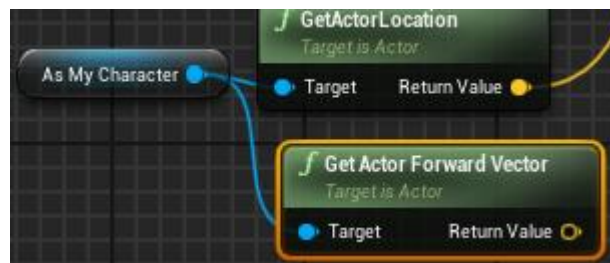 GetActorLocation
Target is Actor
As My Character
Target Return Value
Get Actor Forward Vector
Target is Actor
Target Return Value